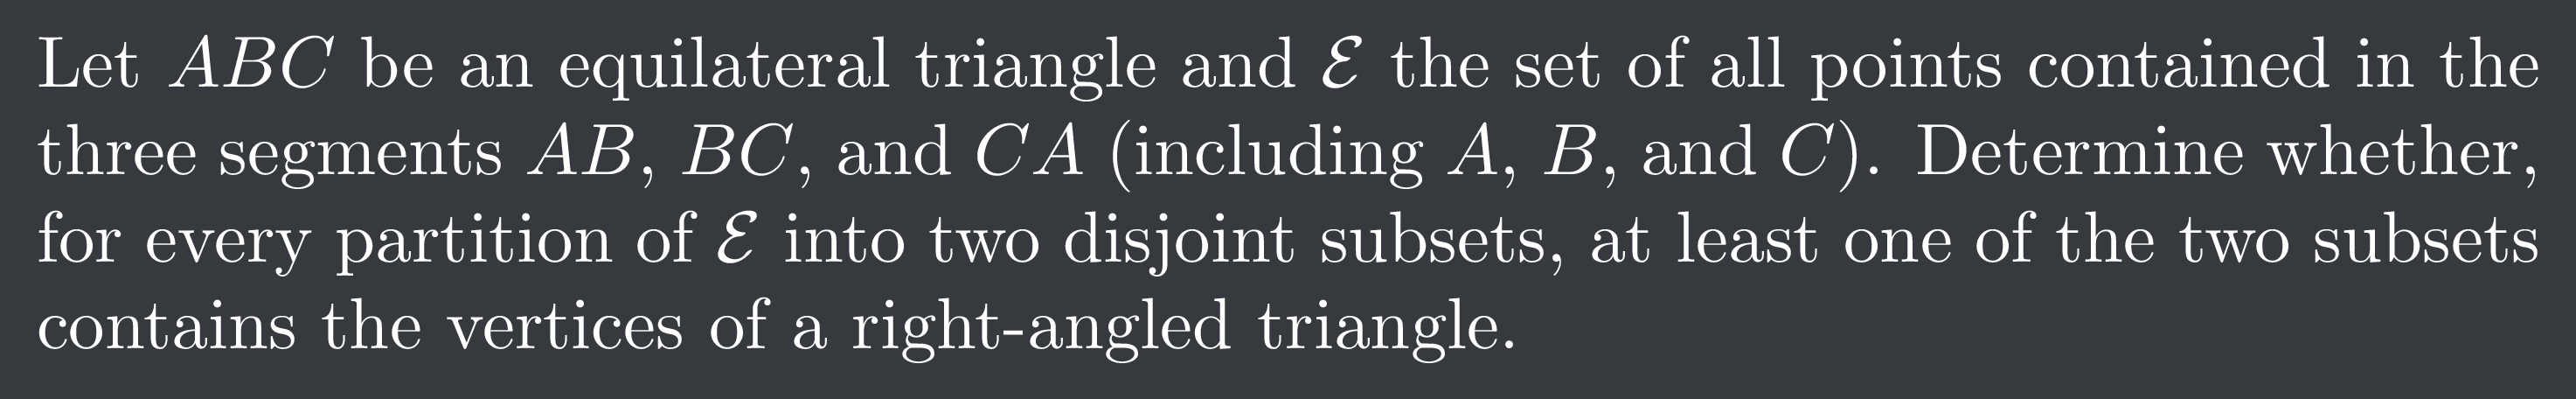 Let ABC be an equilateral triangle and ℰ the set of all points contained in the
three segments AB, BC, and CA (including A, B, and C). Determine whether,
for every partition of ℰ into two disjoint subsets, at least one of the two subsets
contains the vertices of a right-angled triangle.